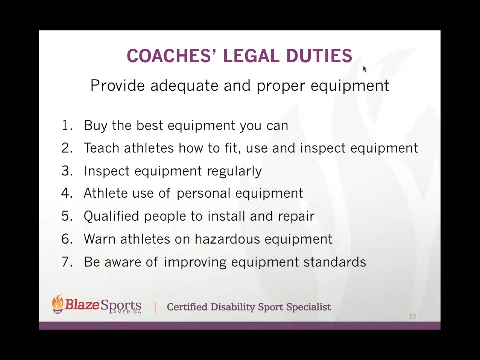 COACHES' LEGAL DUTIES
Provide adequate and proper equipment
1. Buy the best equipment you can
2. Teach athletes how to fit, use and inspect equipment
3. Inspect equipment regularly
4. Athlete use of personal equipment
5. Qualified people to install and repair
6. Warn athletes on hazardous equipment
7. Be aware of improving equipment standards
BlazeSports
AMERICA
Certified Disability Sport Specialist
32